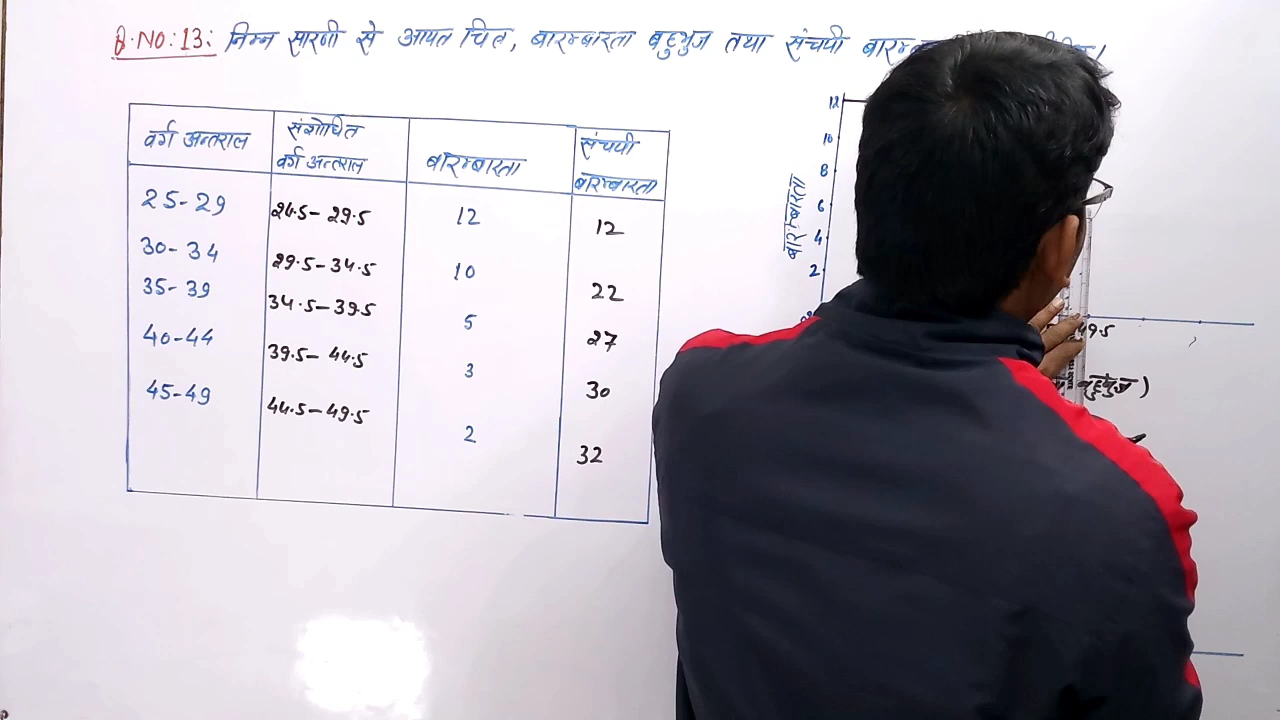 Q.NO:13: निम्न सारणी से आयत चित्र, बारम्बारता बहुभुज तथा संचयी
वर्ग अन्तराल संशोधित वर्ग अन्तराल बारम्बारता संचयी बारम्बारता
25-29 24.5-29.5 12 12
30-34 29.5-34.5 10 22
35-39 34.5-39.5 5 27
40-44 39.5-44.5 3 30
45-49 44.5-49.5 2 32
बारम्बारता
12
10
8
6
4
2
49.5
बहुभुज)